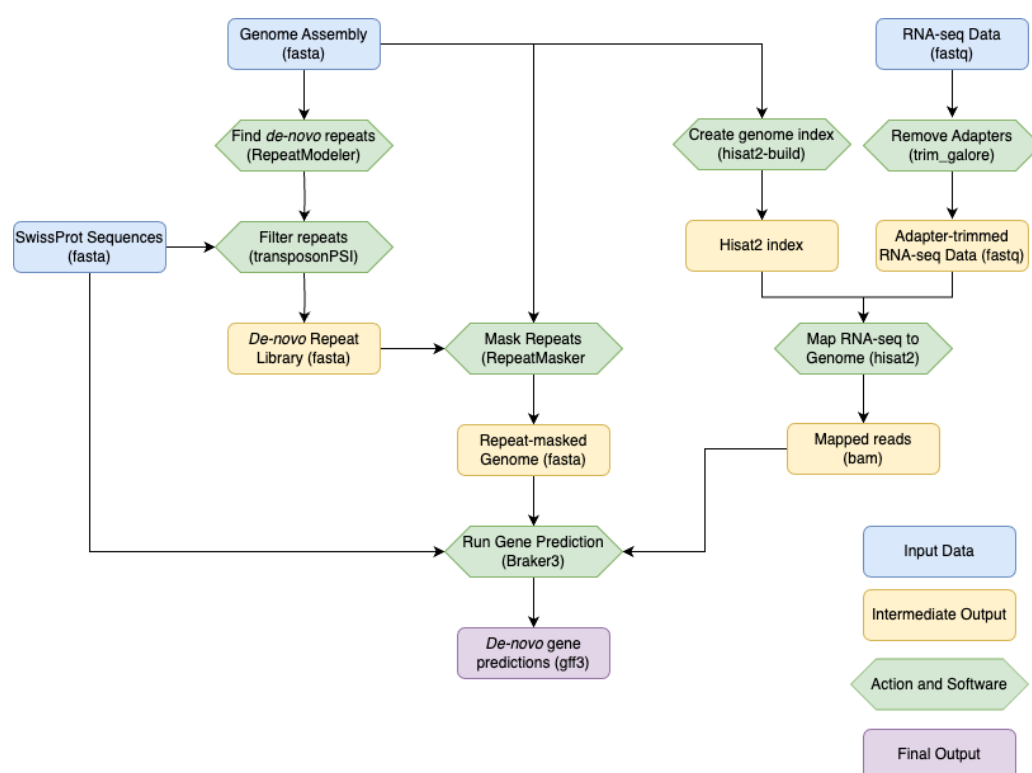 Genome Assembly
(fasta)
RNA-seq Data
(fastq)
Find de-novo repeats
(RepeatModeler)
Create genome index
(hisat2-build)
Remove Adapters
(trim_galore)
SwissProt Sequences
(fasta)
Filter repeats
(transposonPSI)
Hisat2 index
Adapter-trimmed
RNA-seq Data (fastq)
De-novo Repeat
Library (fasta)
Mask Repeats
(RepeatMasker
Map RNA-seq to
Genome (hisat2)
Repeat-masked
Genome (fasta)
Mapped reads
(bam)
Run Gene Prediction
(Braker3)
De-novo gene
predictions (gff3)
Input Data
Intermediate Output
Action and Software
Final Output